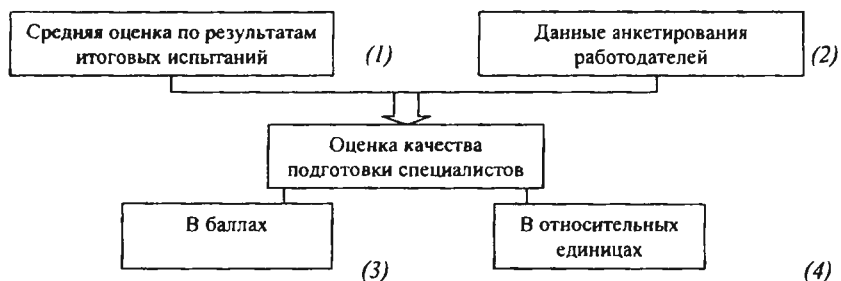 Средняя оценка по результатам
итоговых испытаний
(1)
Данные анкетирования
работодателей
(2)
Оценка качества
подготовки специалистов
В баллах
(3)
В относительных
единицах
(4)